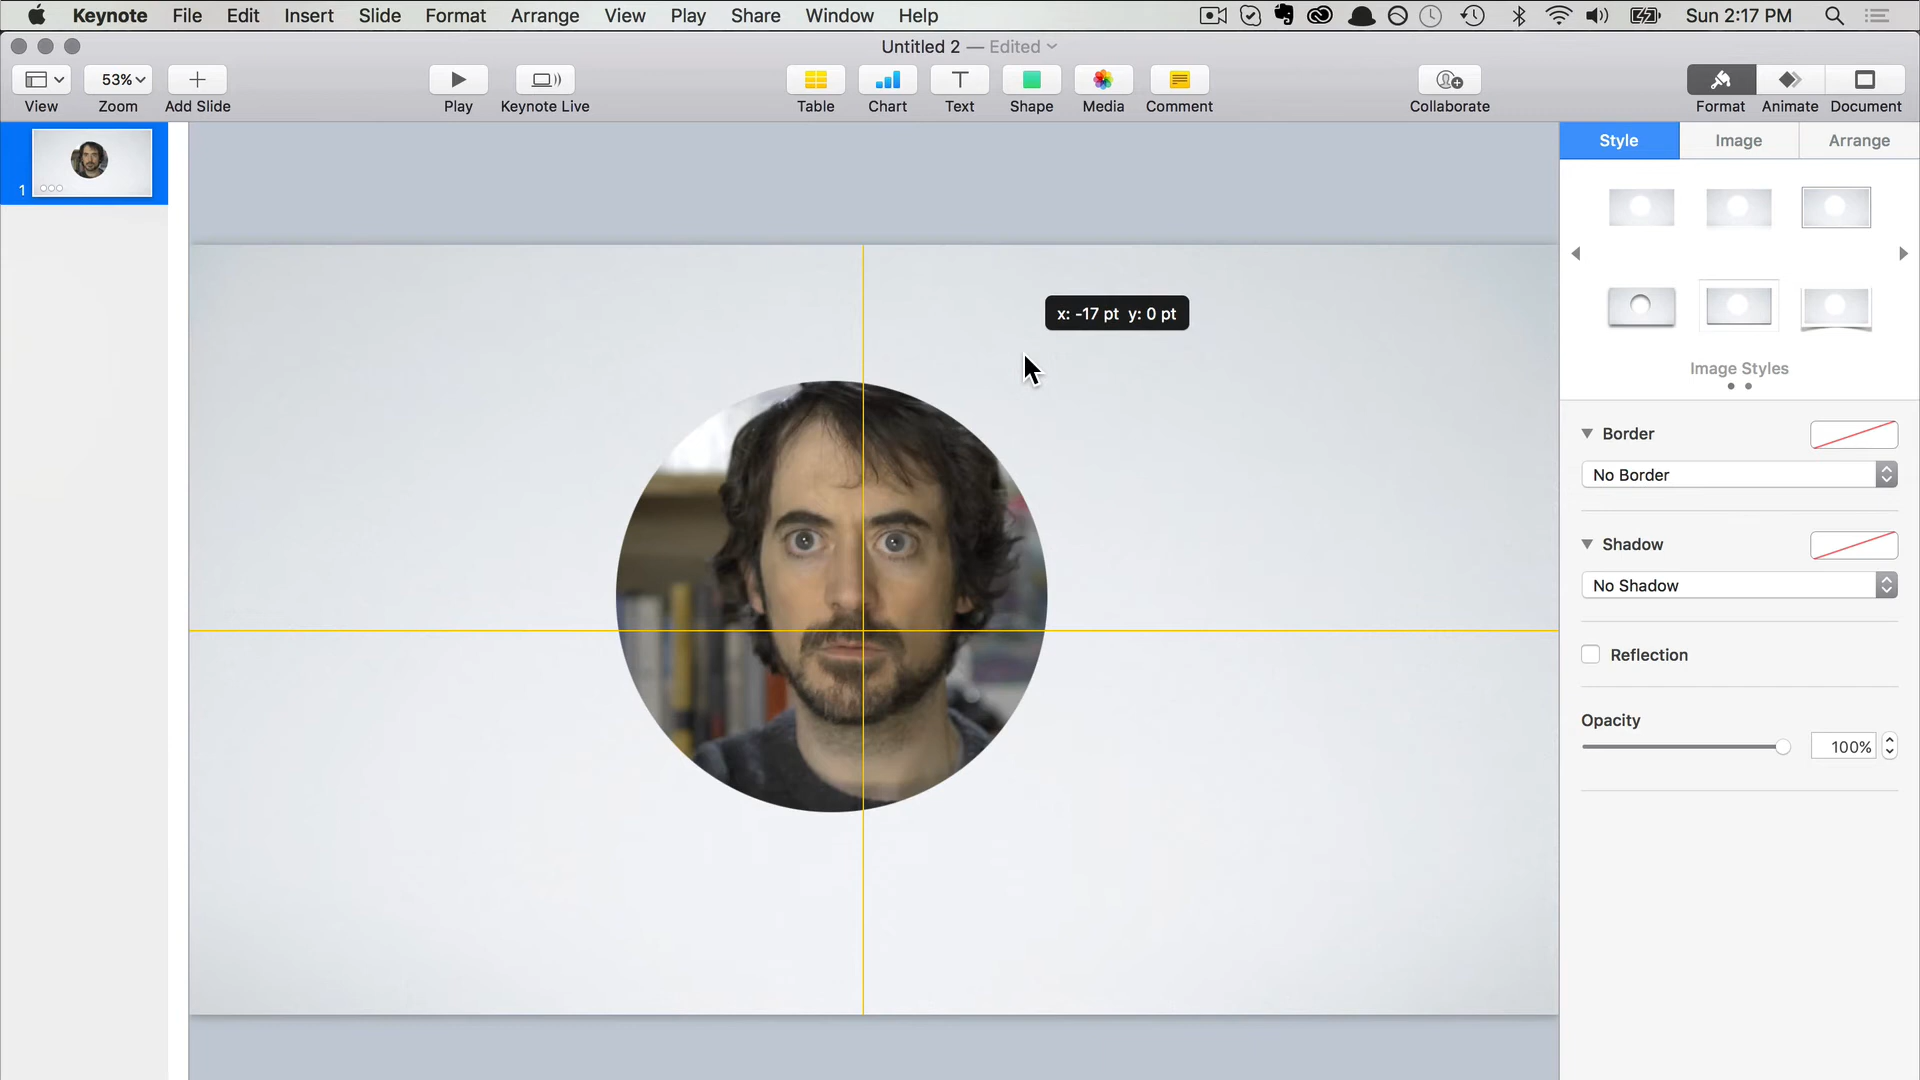 Keynote File Edit Insert Slide Format Arrange View Play Share Window Help Sun 2:17 PM
Untitled 2 — Edited
53%
View Zoom Add Slide Play Keynote Live Table Chart Text Shape Media Comment Collaborate Format Animate Document
Style Image Arrange
1
x: -17 pt y: 0 pt
Image Styles
Border
No Border
Shadow
No Shadow
Reflection
Opacity
100%